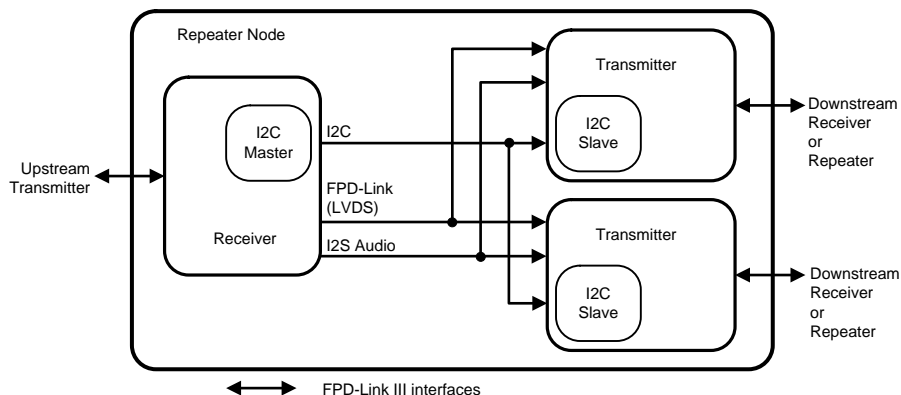 Repeater Node
Transmitter
I2C
Slave
Downstream
Receiver
or
Repeater
I2C
Master
I2C
Upstream
Transmitter
FPD-Link
(LVDS)
Receiver
I2S Audio
Transmitter
I2C
Slave
Downstream
Receiver
or
Repeater
FPD-Link III interfaces